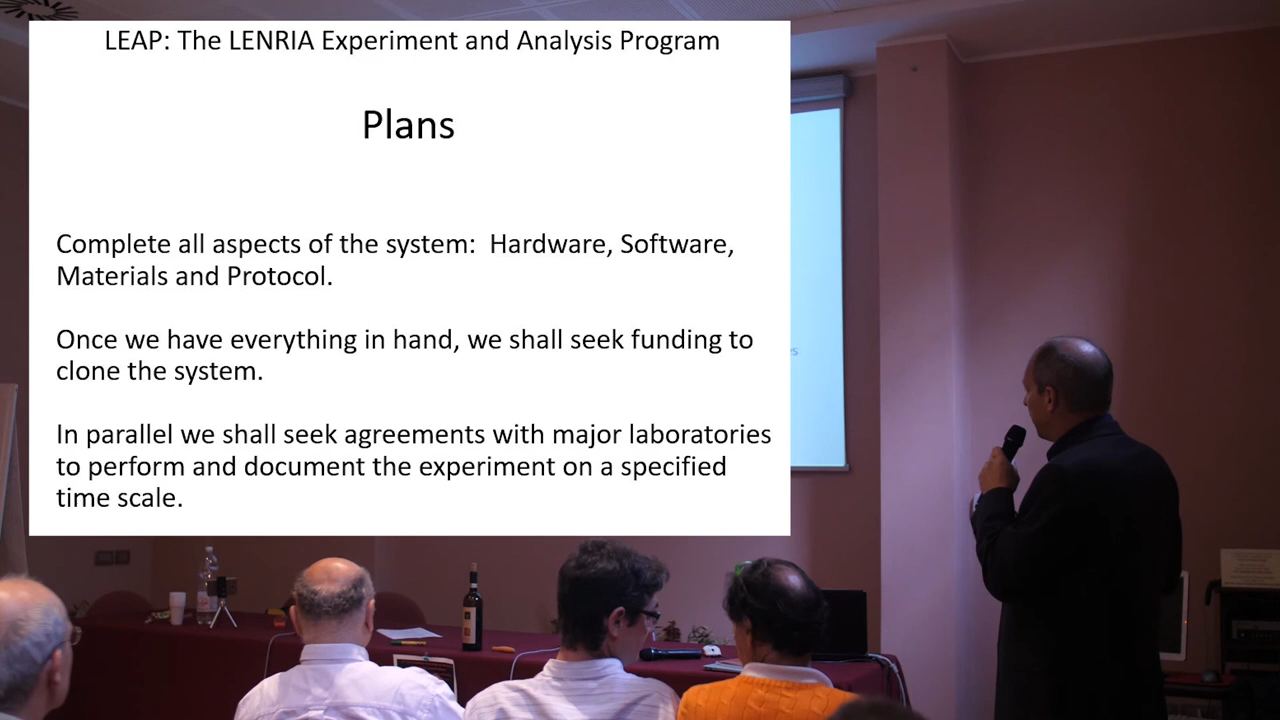 LEAP: The LENRIA Experiment and Analysis Program
Plans
Complete all aspects of the system:  Hardware, Software,
Materials and Protocol.
Once we have everything in hand, we shall seek funding to
clone the system.
In parallel we shall seek agreements with major laboratories
to perform and document the experiment on a specified
time scale.